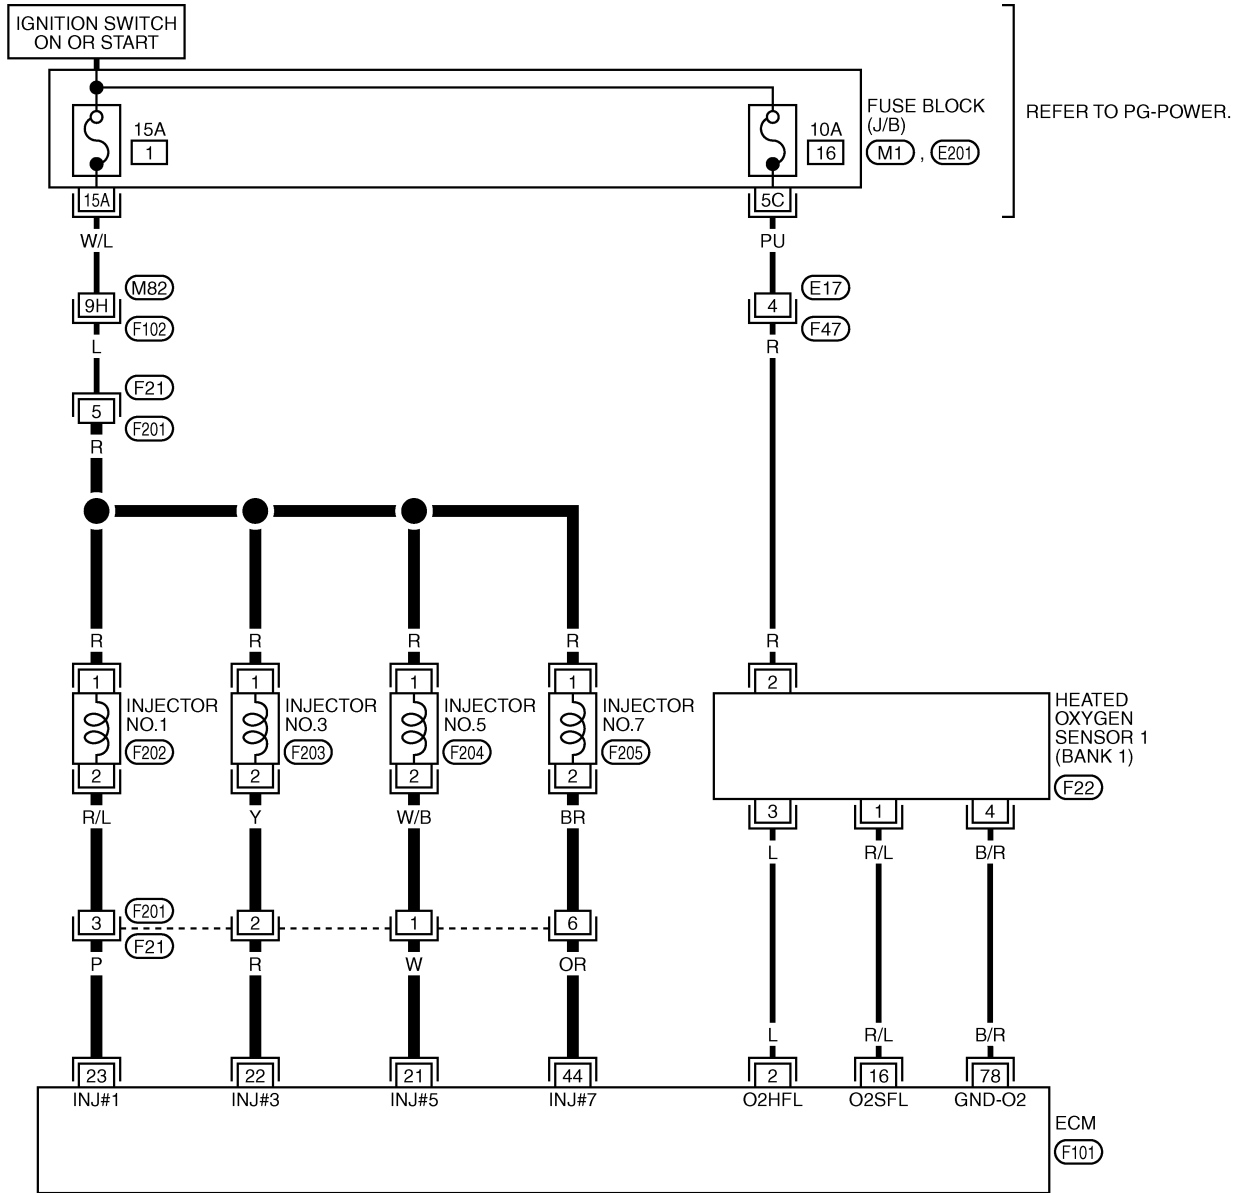 IGNITION SWITCH
ON OR START
FUSE BLOCK
(J/B)
M1 , E201
REFER TO PG-POWER.
15A
1
10A
16
15A
5C
W/L
PU
M82
9H
F102
E17
4
F47
L
R
F21
5
F201
R
R R R R R
1 1 1 1 2
INJECTOR
NO.1
F202
INJECTOR
NO.3
F203
INJECTOR
NO.5
F204
INJECTOR
NO.7
F205
HEATED
OXYGEN
SENSOR 1
(BANK 1)
F22
2 2 2 2
3 1 4
R/L Y W/B BR
L R/L B/R
F201
3 2 1 6
F21
P R W OR
L R/L B/R
23 22 21 44 2 16 78
INJ#1 INJ#3 INJ#5 INJ#7 O2HFL O2SFL GND-O2
ECM
F101